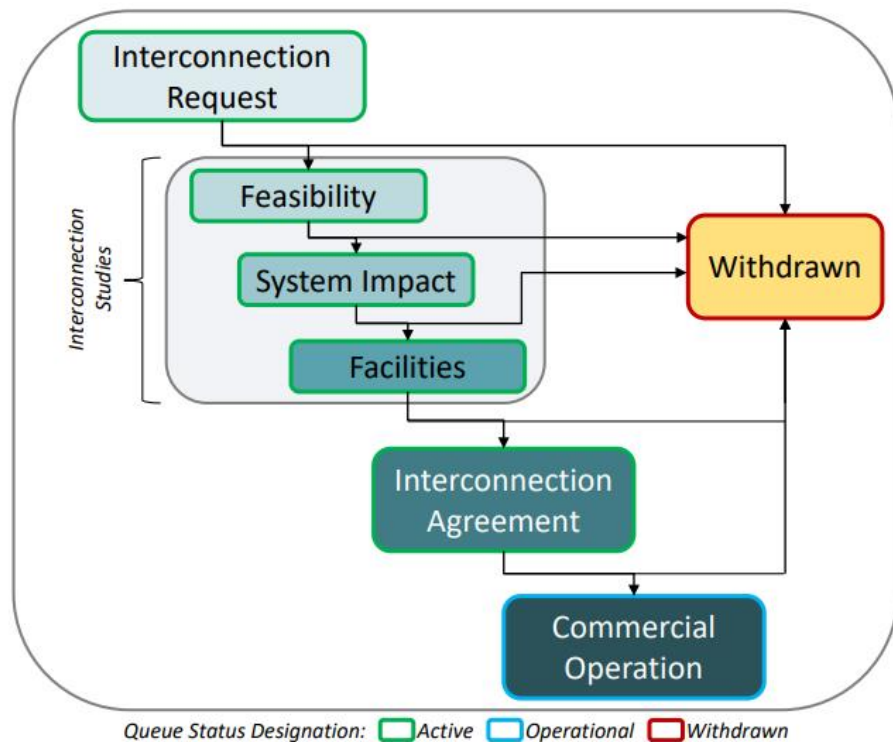 Interconnection
Request
Feasibility
System Impact
Facilities
Interconnection
Studies
Withdrawn
Interconnection
Agreement
Commercial
Operation
Queue Status Designation: Active Operational Withdrawn